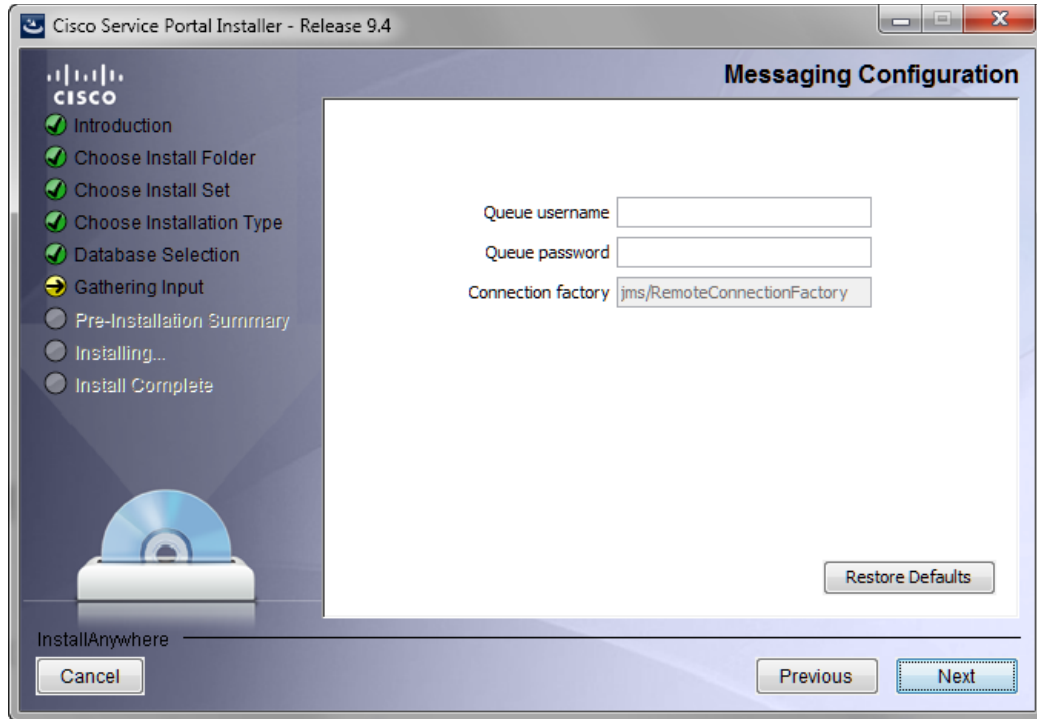 Cisco Service Portal Installer - Release 9.4
CISCO
Messaging Configuration
Introduction
Choose Install Folder
Choose Install Set
Choose Installation Type
Database Selection
Gathering Input
Pre-Installation Summary
Installing...
Install Complete
Queue username
Queue password
Connection factory jms/RemoteConnectionFactory
Restore Defaults
InstallAnywhere
Cancel
Previous
Next